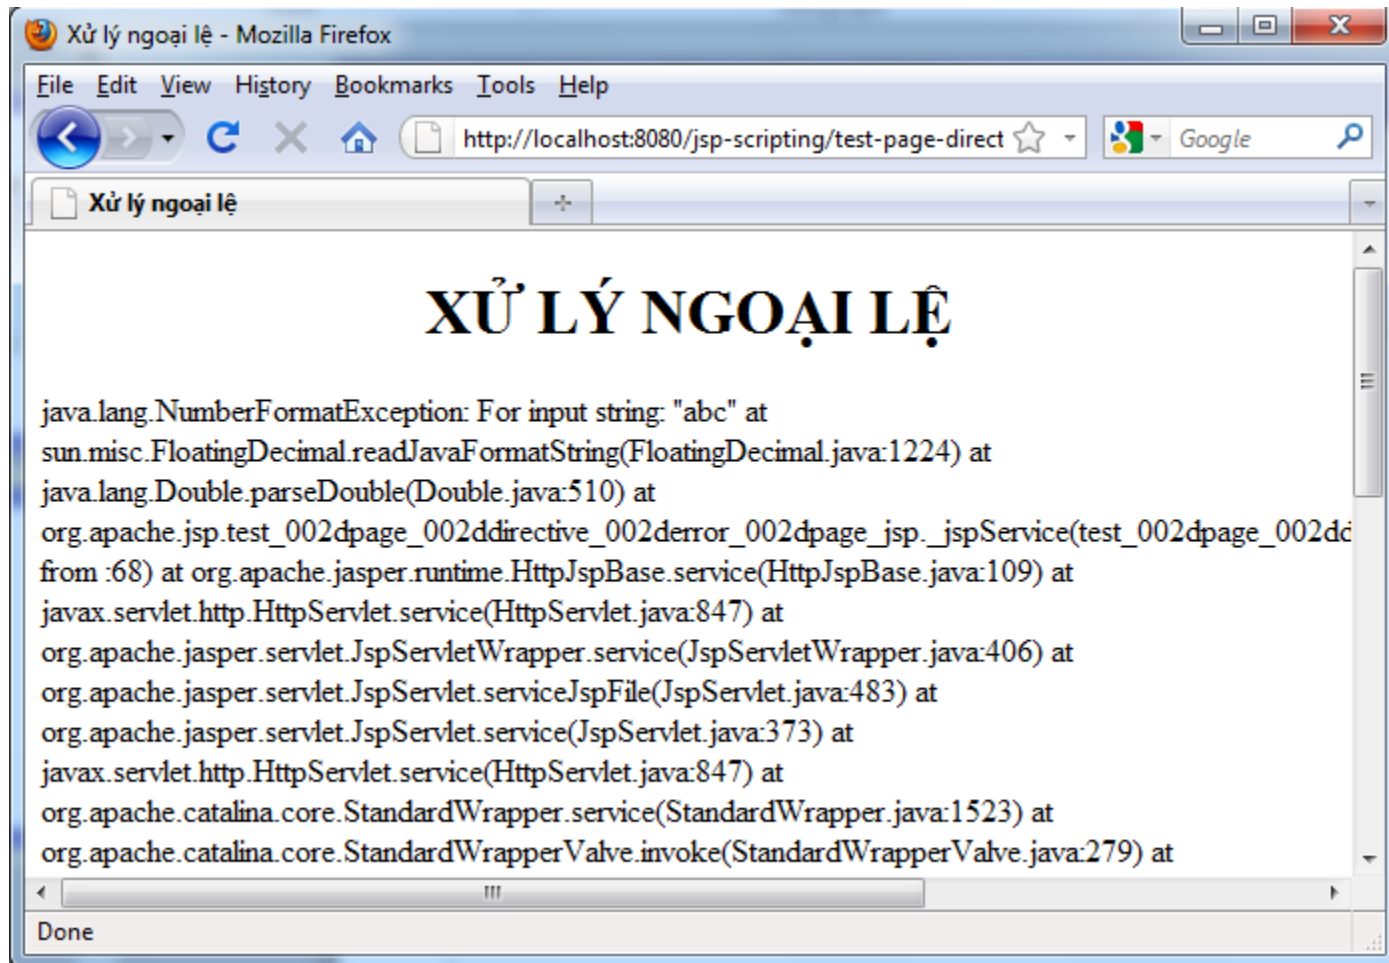 Xử lý ngoại lệ - Mozilla Firefox
File Edit View History Bookmarks Tools Help
http://localhost:8080/jsp-scripting/test-page-direct
Google
Xử lý ngoại lệ
XỬ LÝ NGOẠI LỆ
java.lang.NumberFormatException: For input string: "abc" at
sun.misc.FloatingDecimal.readJavaFormatString(FloatingDecimal.java:1224) at
java.lang.Double.parseDouble(Double.java:510) at
org.apache.jsp.test_002dpage_002ddirective_002derror_002dpage_jsp._jspService(test_002dpage_002dd
from :68) at org.apache.jasper.runtime.HttpJspBase.service(HttpJspBase.java:109) at
javax.servlet.http.HttpServlet.service(HttpServlet.java:847) at
org.apache.jasper.servlet.JspServletWrapper.service(JspServletWrapper.java:406) at
org.apache.jasper.servlet.JspServlet.serviceJspFile(JspServlet.java:483) at
org.apache.jasper.servlet.JspServlet.service(JspServlet.java:373) at
javax.servlet.http.HttpServlet.service(HttpServlet.java:847) at
org.apache.catalina.core.StandardWrapper.service(StandardWrapper.java:1523) at
org.apache.catalina.core.StandardWrapperValve.invoke(StandardWrapperValve.java:279) at
Done